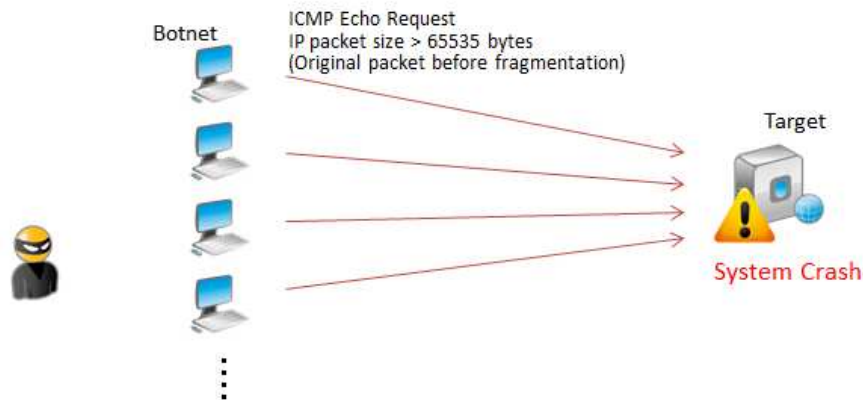 Botnet
ICMP Echo Request
IP packet size > 65535 bytes
(Original packet before fragmentation)
Target
System Crash